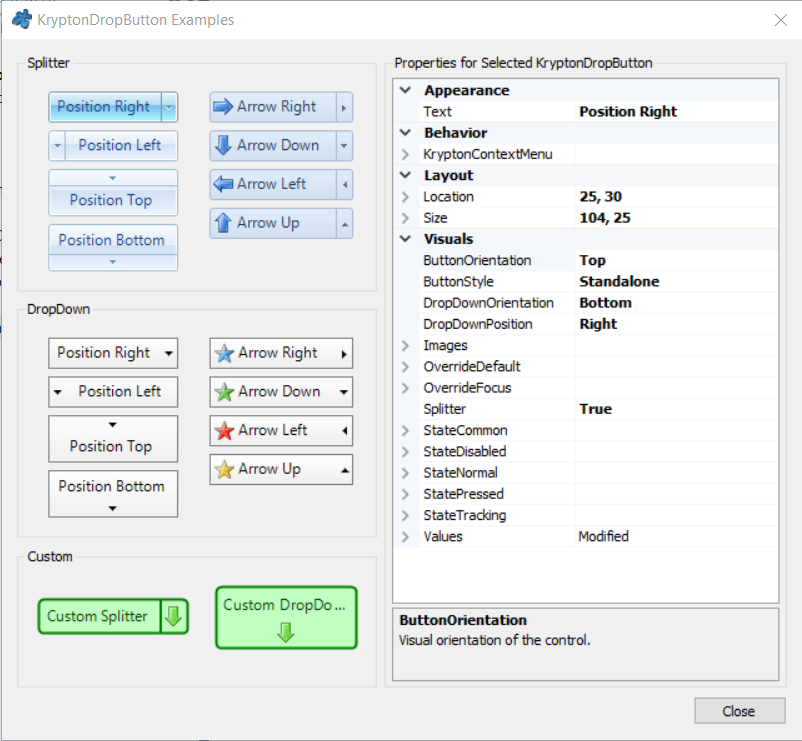 KryptonDropButton Examples
Splitter
Position Right
Arrow Right
Position Left
Arrow Down
Position Top
Arrow Left
Position Bottom
Arrow Up
DropDown
Position Right
Arrow Right
Position Left
Arrow Down
Position Top
Arrow Left
Position Bottom
Arrow Up
Custom
Custom Splitter
Custom DropDo...
Properties for Selected KryptonDropButton
Appearance
Text Position Right
Behavior
KryptonContextMenu
Layout
Location 25, 30
Size 104, 25
Visuals
ButtonOrientation Top
ButtonStyle Standalone
DropDownOrientation Bottom
DropDownPosition Right
Images
OverrideDefault
OverrideFocus
Splitter True
StateCommon
StateDisabled
StateNormal
StatePressed
StateTracking
Values Modified
ButtonOrientation
Visual orientation of the control.
Close